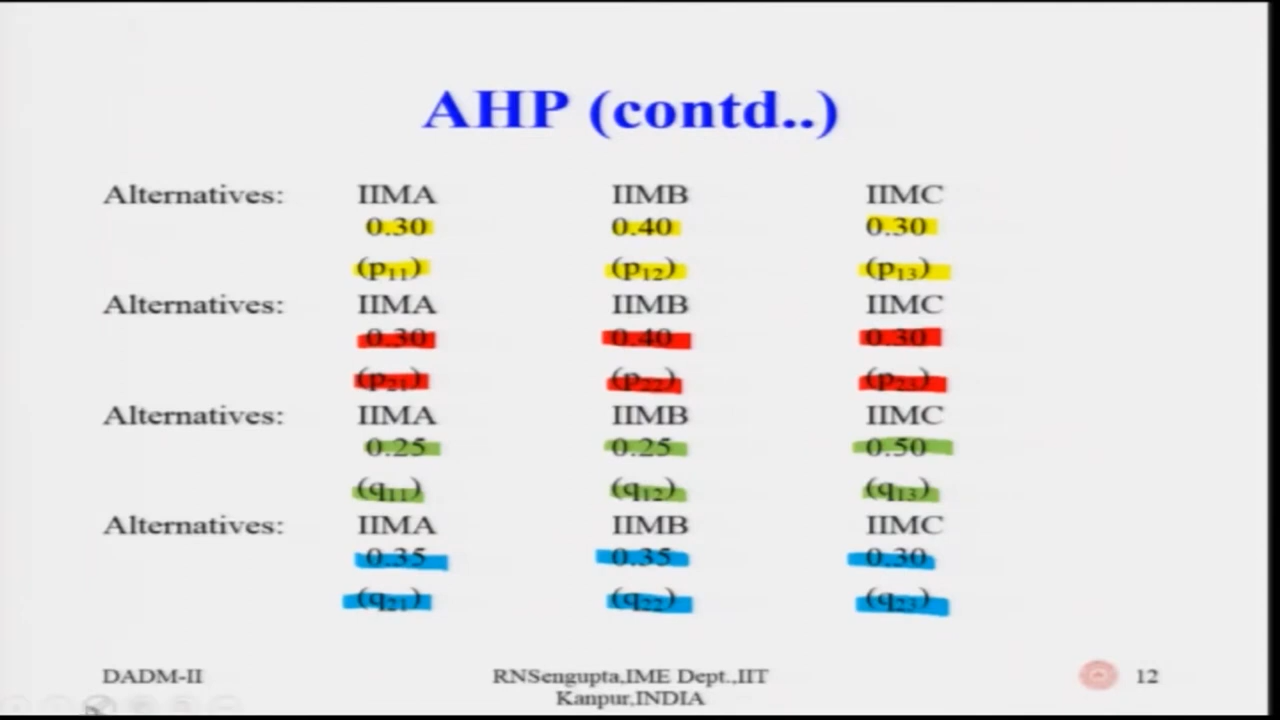 AHP (contd..)
Alternatives: IIMA IIMB IIMC
0.30 0.40 0.30
(p11) (p12) (p13)
Alternatives: IIMA IIMB IIMC
0.30 0.40 0.30
(p21) (p22) (p23)
Alternatives: IIMA IIMB IIMC
0.25 0.25 0.50
(q11) (q12) (q13)
Alternatives: IIMA IIMB IIMC
0.35 0.35 0.30
(q21) (q22) (q23)
DADM-II RNSengupta,IME Dept.,IIT Kanpur,INDIA 12